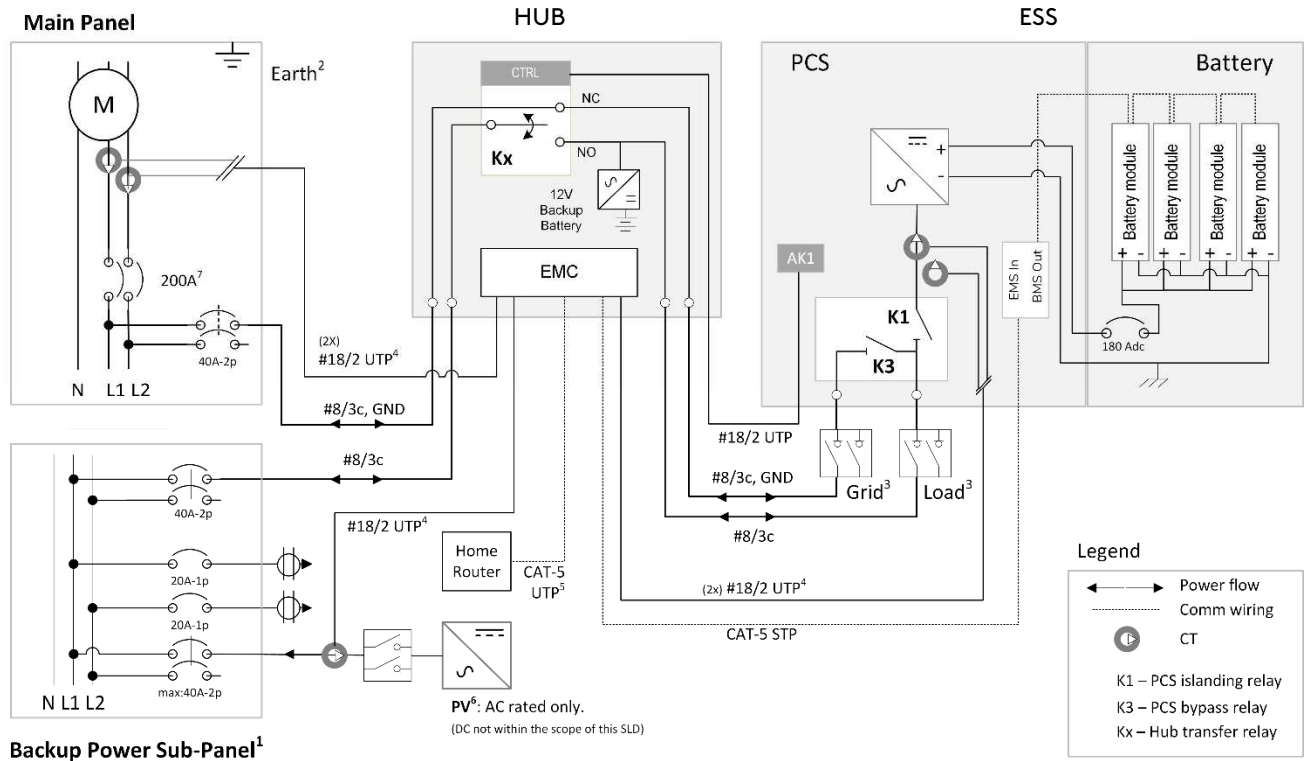 Main Panel
HUB
ESS
Earth²
M
200A⁷
40A-2p
N L1 L2
CTRL
NC
Kx
NO
12V
Backup
Battery
EMC
PCS
Battery
+
-
AK1
K1
K3
EMS In
BMS Out
Battery module
Battery module
Battery module
Battery module
+ - + - + - + -
180 Adc
(2X)
#18/2 UTP⁴
#8/3c, GND
#8/3c
#18/2 UTP
#8/3c, GND
Grid³
Load³
#8/3c
40A-2p
20A-1p
20A-1p
max:40A-2p
N L1 L2
#18/2 UTP⁴
Home
Router
CAT-5
UTP⁵
(2x) #18/2 UTP⁴
CAT-5 STP
PV⁶: AC rated only.
(DC not within the scope of this SLD)
Backup Power Sub-Panel¹
Legend
Power flow
Comm wiring
CT
K1 – PCS islanding relay
K3 – PCS bypass relay
Kx – Hub transfer relay